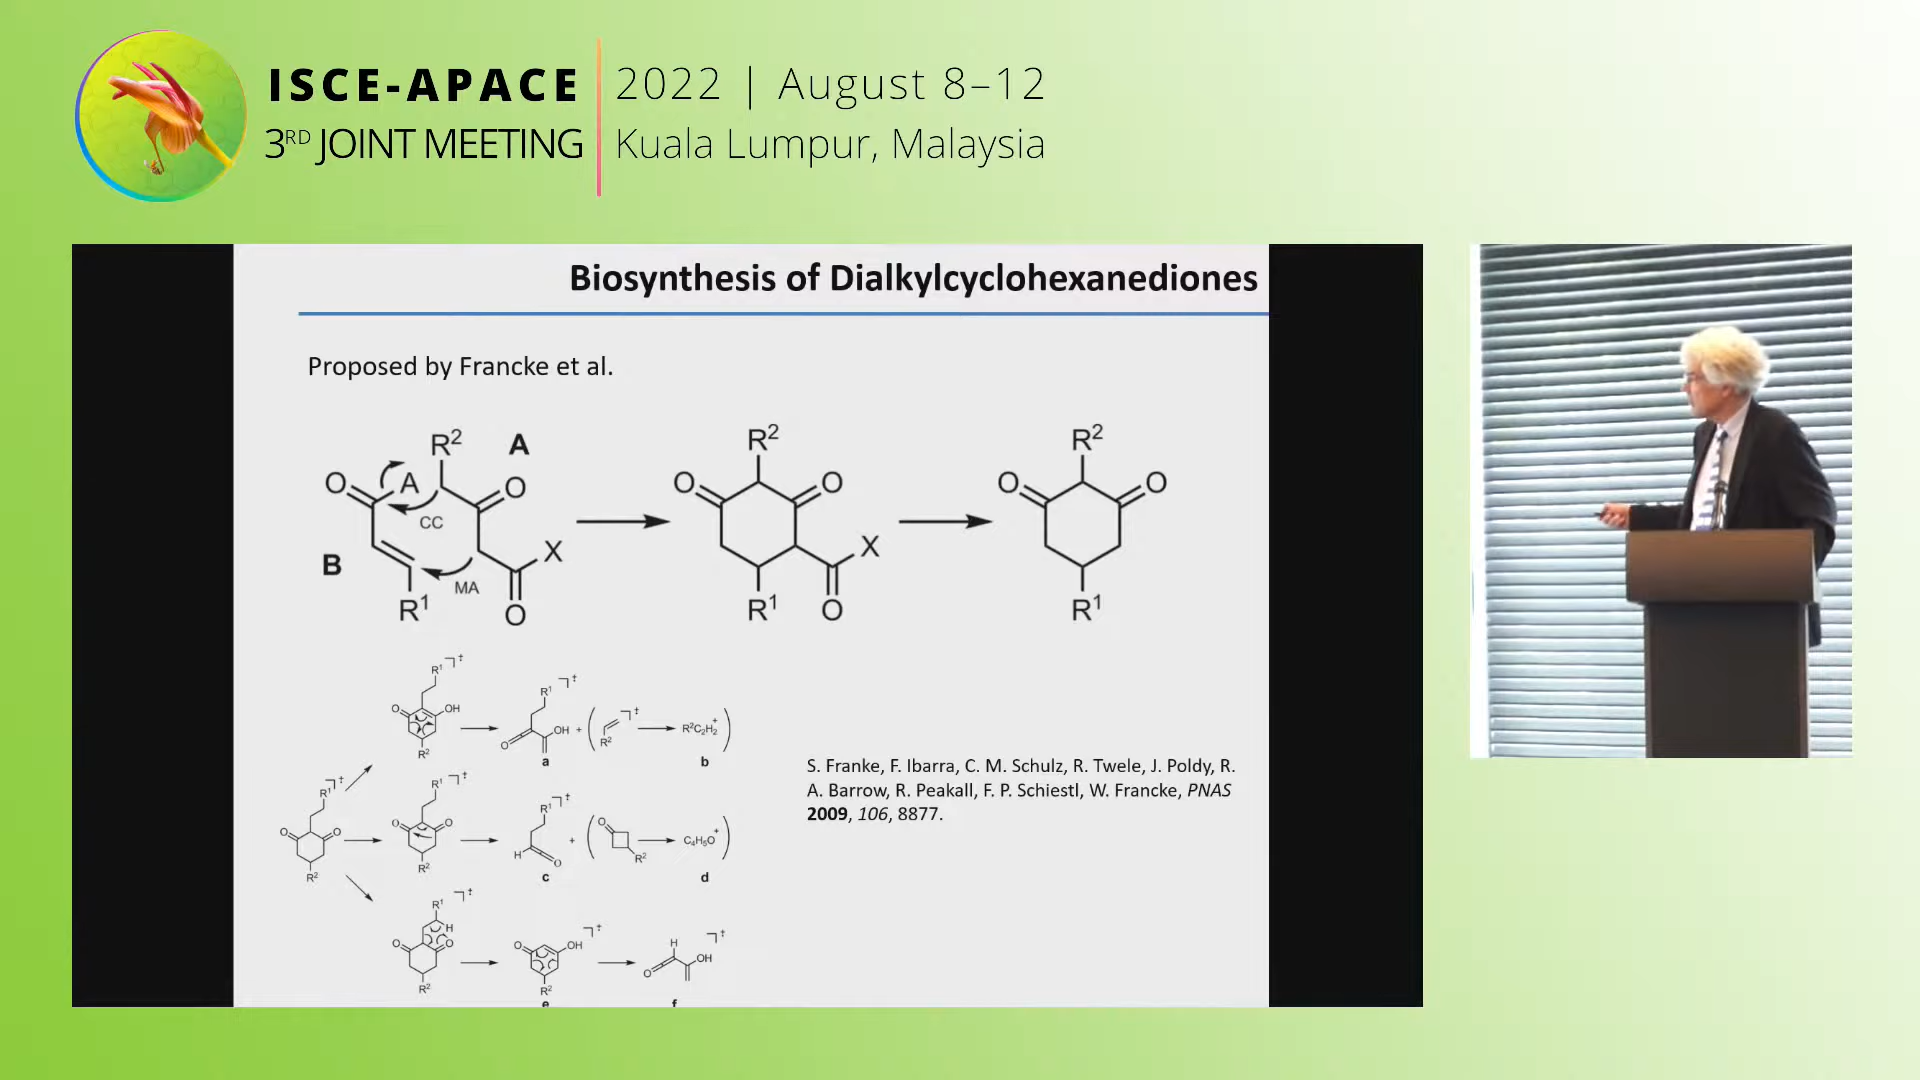 ISCE-APACE
3RD JOINT MEETING
2022 | August 8–12
Kuala Lumpur, Malaysia
Biosynthesis of Dialkylcyclohexanediones
Proposed by Francke et al.
R² A
O A O
CC
B X
MA
R¹ O
R²
O O
X
R¹ O
R²
O O
R¹
R¹ ‡
O OH
R²
R¹ ‡
O OH + ( R² ‡ R²C₂H₂⁺ )
a b
R¹ ‡
O O
R²
R¹ ‡
O O
R²
R¹ ‡
H O + ( O R² C₄H₅O⁺ )
c d
R¹ ‡
H
O O
R²
O OH ‡
R²
e
H ‡
O OH
f
S. Franke, F. Ibarra, C. M. Schulz, R. Twele, J. Poldy, R.
A. Barrow, R. Peakall, F. P. Schiestl, W. Francke, PNAS
2009, 106, 8877.